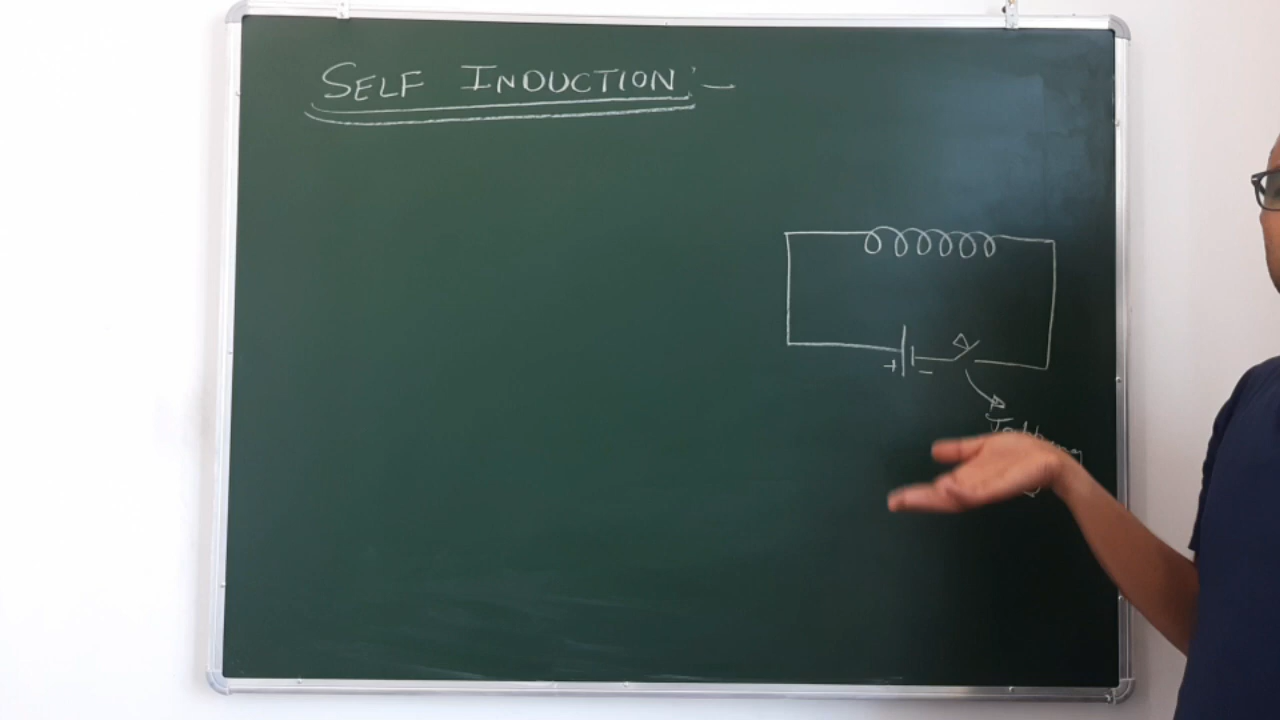 SELF INDUCTION :-
+ -